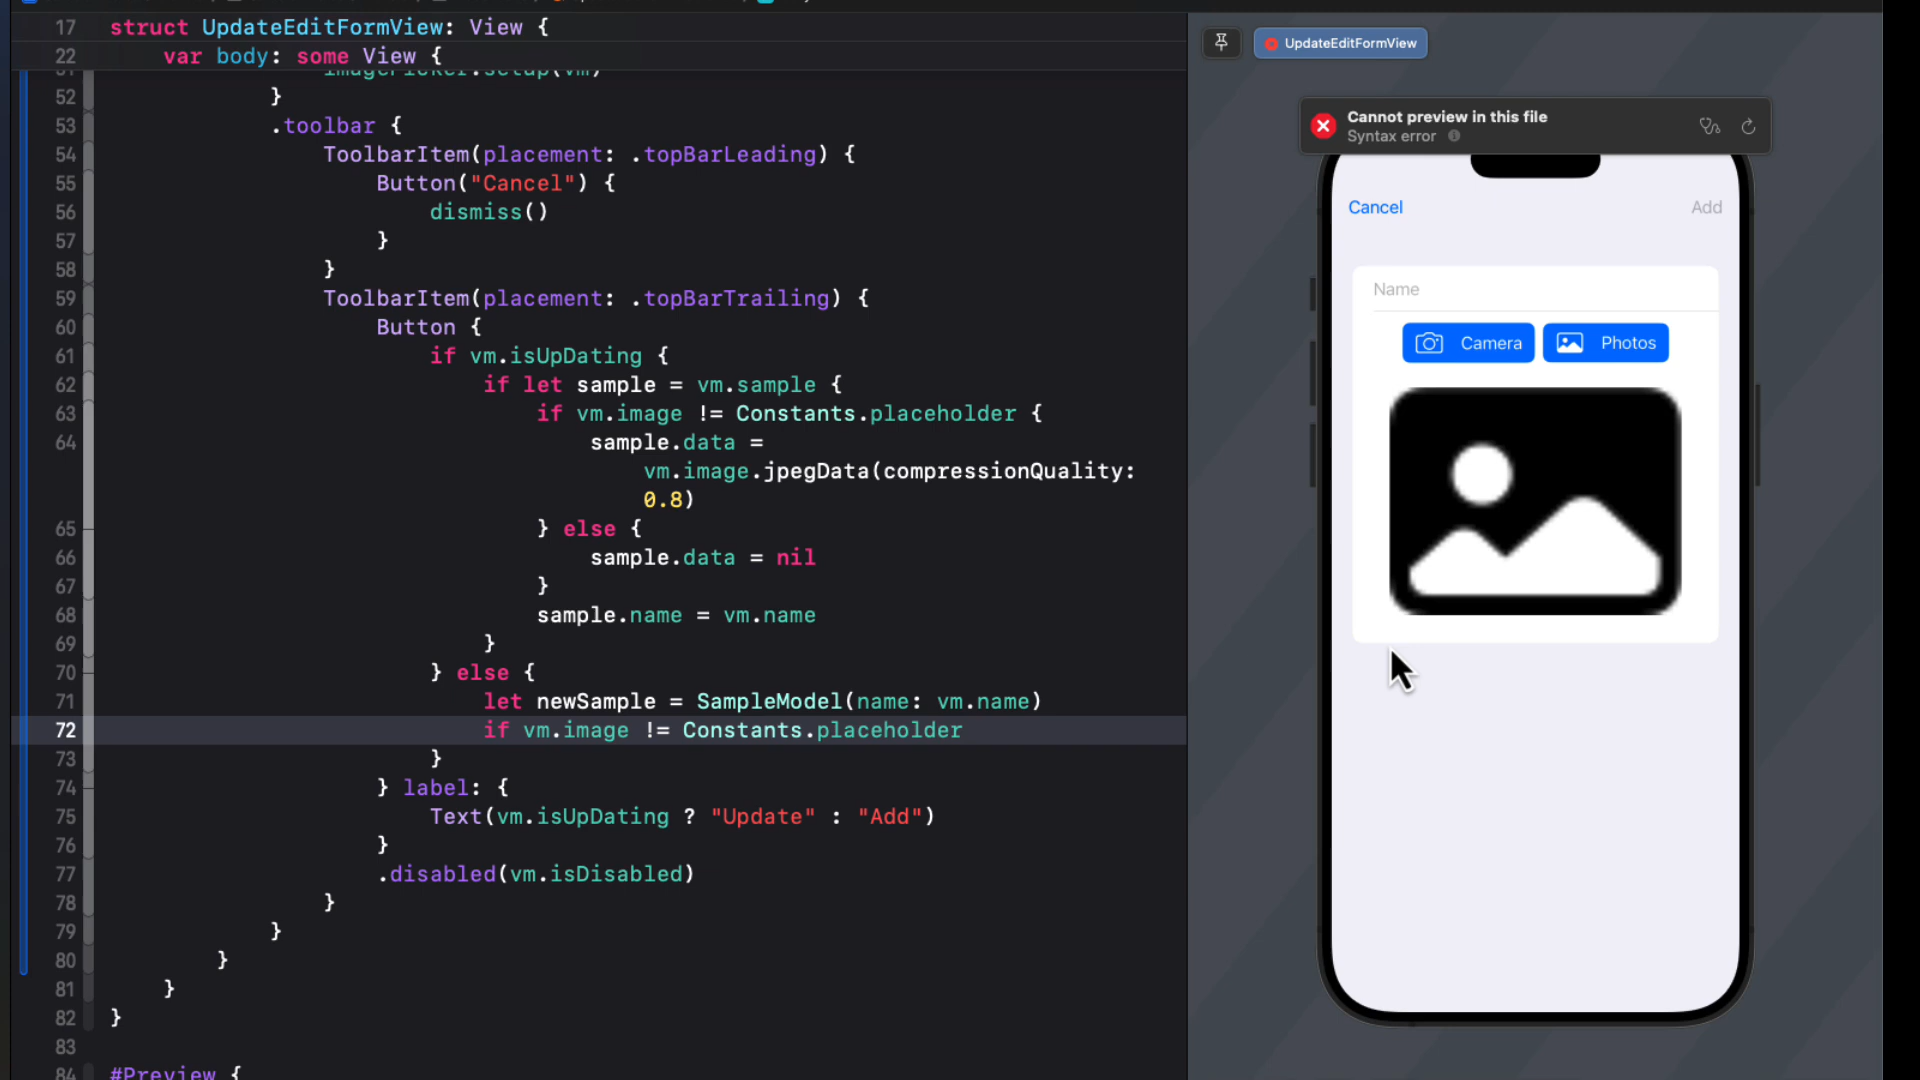 17 struct UpdateEditFormView: View {
22 var body: some View {
imagePicker.setup(vm)
52 }
53 .toolbar {
54 ToolbarItem(placement: .topBarLeading) {
55 Button("Cancel") {
56 dismiss()
57 }
58 }
59 ToolbarItem(placement: .topBarTrailing) {
60 Button {
61 if vm.isUpDating {
62 if let sample = vm.sample {
63 if vm.image != Constants.placeholder {
64 sample.data =
vm.image.jpegData(compressionQuality:
0.8)
65 } else {
66 sample.data = nil
67 }
68 sample.name = vm.name
69 }
70 } else {
71 let newSample = SampleModel(name: vm.name)
72 if vm.image != Constants.placeholder
73 }
74 } label: {
75 Text(vm.isUpDating ? "Update" : "Add")
76 }
77 .disabled(vm.isDisabled)
78 }
79 }
80 }
81 }
82 }
83
84 #Preview {
UpdateEditFormView
Cannot preview in this file
Syntax error
Cancel Add
Name
Camera Photos